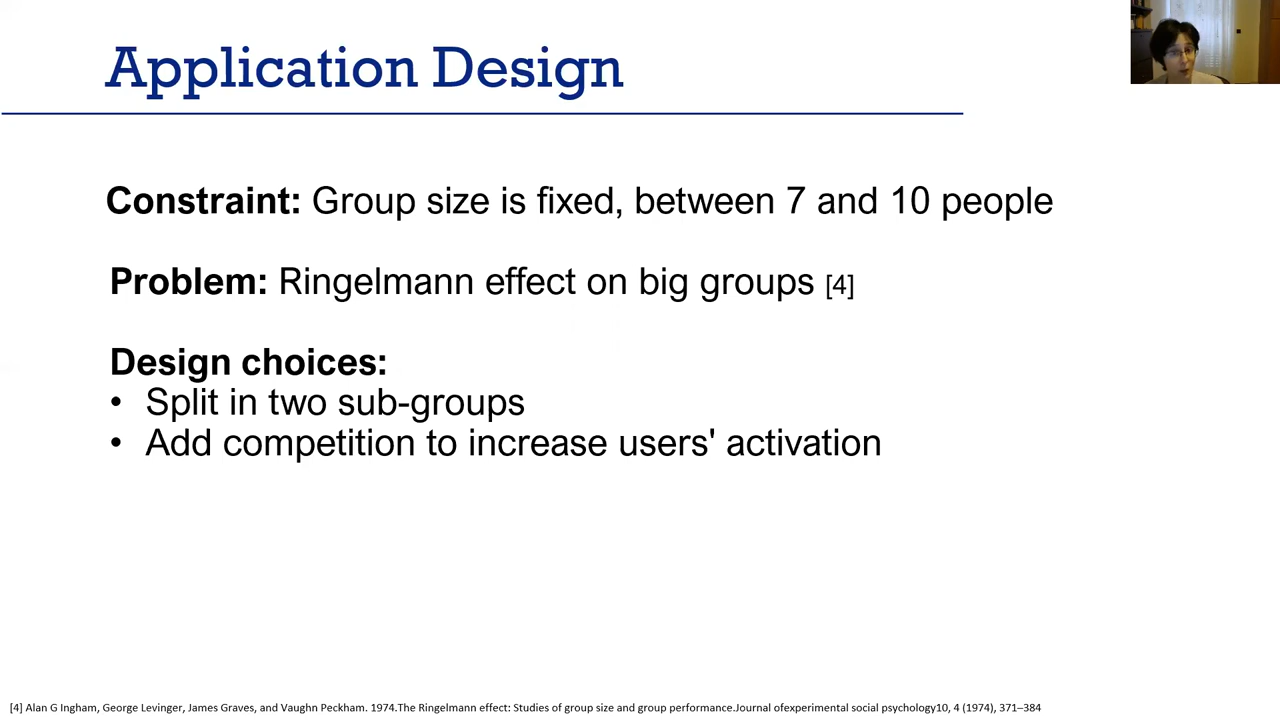 Application Design
Constraint: Group size is fixed, between 7 and 10 people
Problem: Ringelmann effect on big groups [4]
Design choices:
• Split in two sub-groups
• Add competition to increase users' activation
[4] Alan G Ingham, George Levinger, James Graves, and Vaughn Peckham. 1974.The Ringelmann effect: Studies of group size and group performance.Journal ofexperimental social psychology10, 4 (1974), 371–384